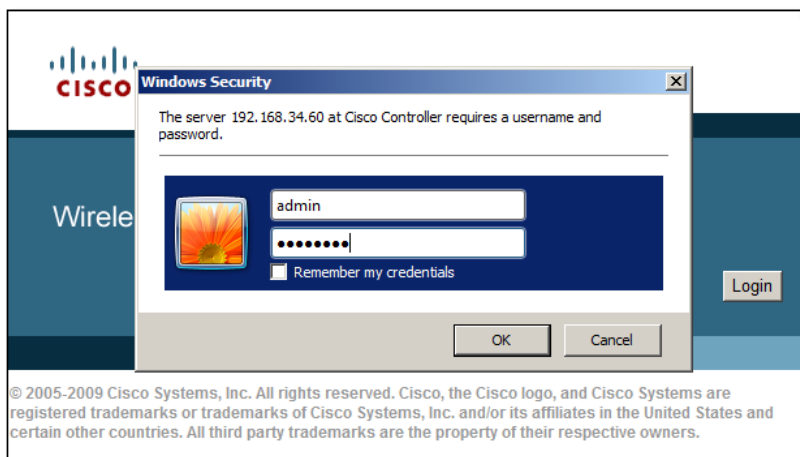 CISCO
Windows Security
The server 192.168.34.60 at Cisco Controller requires a username and
password.
Wirele
admin
●●●●●●●●
Remember my credentials
Login
OK
Cancel
© 2005-2009 Cisco Systems, Inc. All rights reserved. Cisco, the Cisco logo, and Cisco Systems are
registered trademarks or trademarks of Cisco Systems, Inc. and/or its affiliates in the United States and
certain other countries. All third party trademarks are the property of their respective owners.